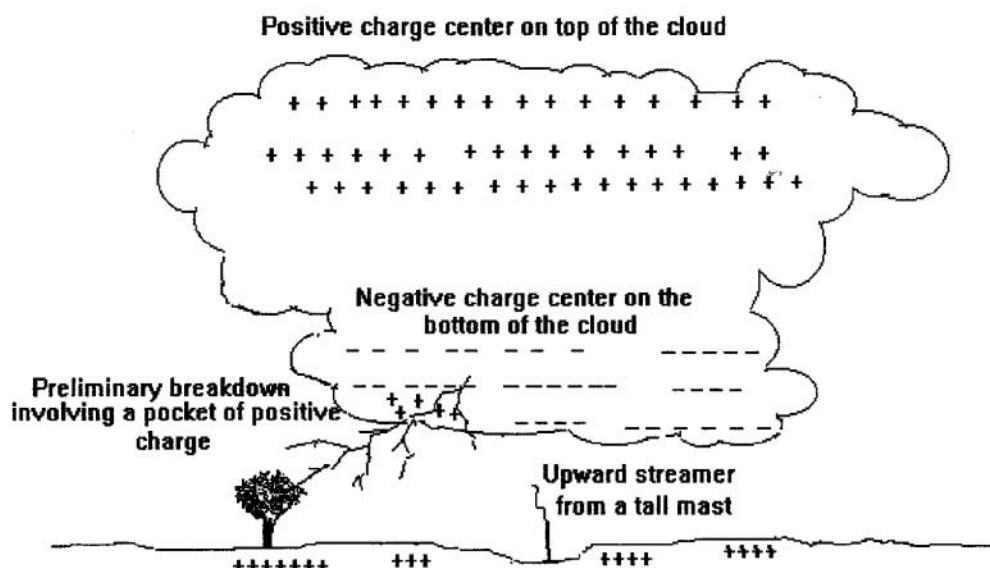 Positive charge center on top of the cloud
Negative charge center on the
bottom of the cloud
Preliminary breakdown
involving a pocket of positive
charge
Upward streamer
from a tall mast